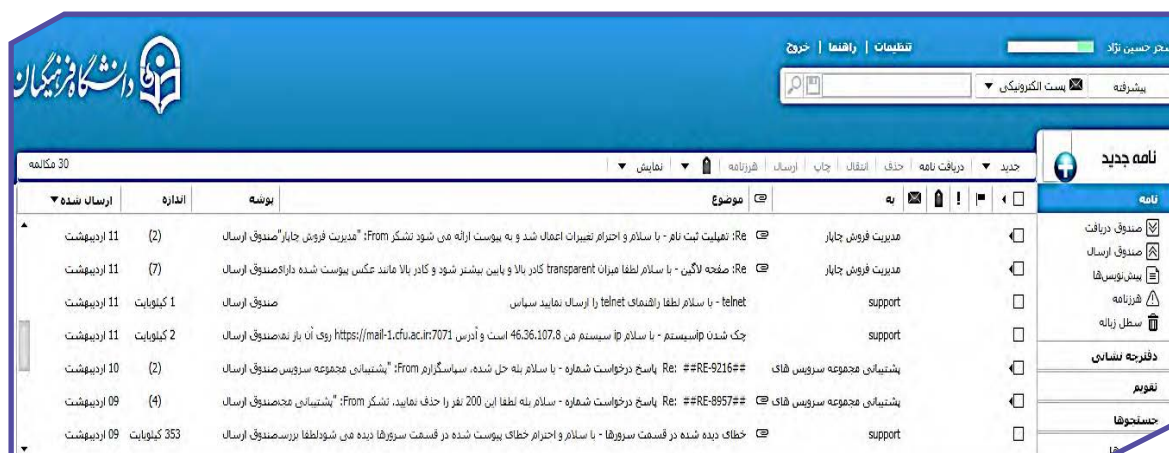 سحر حسین نژاد
تنظیمات | راهنما | خروج
دانشگاه فرهنگیان
پیشرفته پست الکترونیکی
نامه جدید
جدید دریافت نامه حذف انتقال چاپ ارسال هرزنامه نمایش 30 مکالمه
به موضوع پوشه اندازه ارسال شده
نامه
صندوق دریافت
صندوق ارسال
پیش‌نویس‌ها
هرزنامه
سطل زباله
دفترچه نشانی
تقویم
جستجوها
مدیریت فروش چاپار Re: تمپلیت ثبت نام - با سلام و احترام تغییرات اعمال شد و به پیوست ارائه می شود تشکر From: "مدیریت فروش چاپار" صندوق ارسال (2) 11 اردیبهشت
مدیریت فروش چاپار Re: صفحه لاگین - با سلام لطفا میزان transparent کادر بالا و پایین بیشتر شود و کادر بالا مانند عکس پیوست شده دارای صندوق ارسال (7) 11 اردیبهشت
support telnet - با سلام لطفا راهنمای telnet را ارسال نمایید سپاس صندوق ارسال 1 کیلوبایت 11 اردیبهشت
support چک شدن ipسیستم - با سلام ip سیستم من 46.36.107.8 است و آدرس https://mail-1.cfu.ac.ir:7071 روی آن باز نمی صندوق ارسال 2 کیلوبایت 11 اردیبهشت
پشتیبانی مجموعه سرویس های Re: ##RE-9216## پاسخ درخواست شماره - با سلام بله حل شده، سپاسگزارم From: "پشتیبانی مجموعه سرویس صندوق ارسال (2) 10 اردیبهشت
پشتیبانی مجموعه سرویس های Re: ##RE-8957## پاسخ درخواست شماره - با سلام بله لطفا این 200 نفر را حذف نمایید. تشکر From: "پشتیبانی مجم صندوق ارسال (4) 09 اردیبهشت
support خطای دیده شده در قسمت سرورها - با سلام و احترام خطای پیوست شده در قسمت سرورها دیده می شودلطفا بررس صندوق ارسال 353 کیلوبایت 09 اردیبهشت